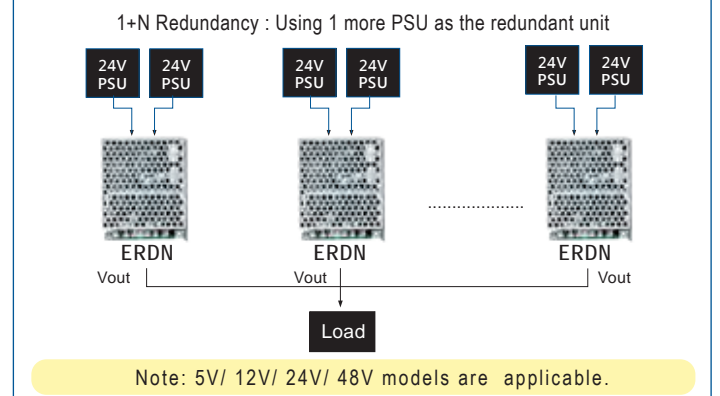 1+N Redundancy : Using 1 more PSU as the redundant unit
24V PSU 24V PSU 24V PSU 24V PSU 24V PSU 24V PSU
....................
ERDN ERDN ERDN
Vout Vout Vout
Load
Note: 5V/ 12V/ 24V/ 48V models are applicable.